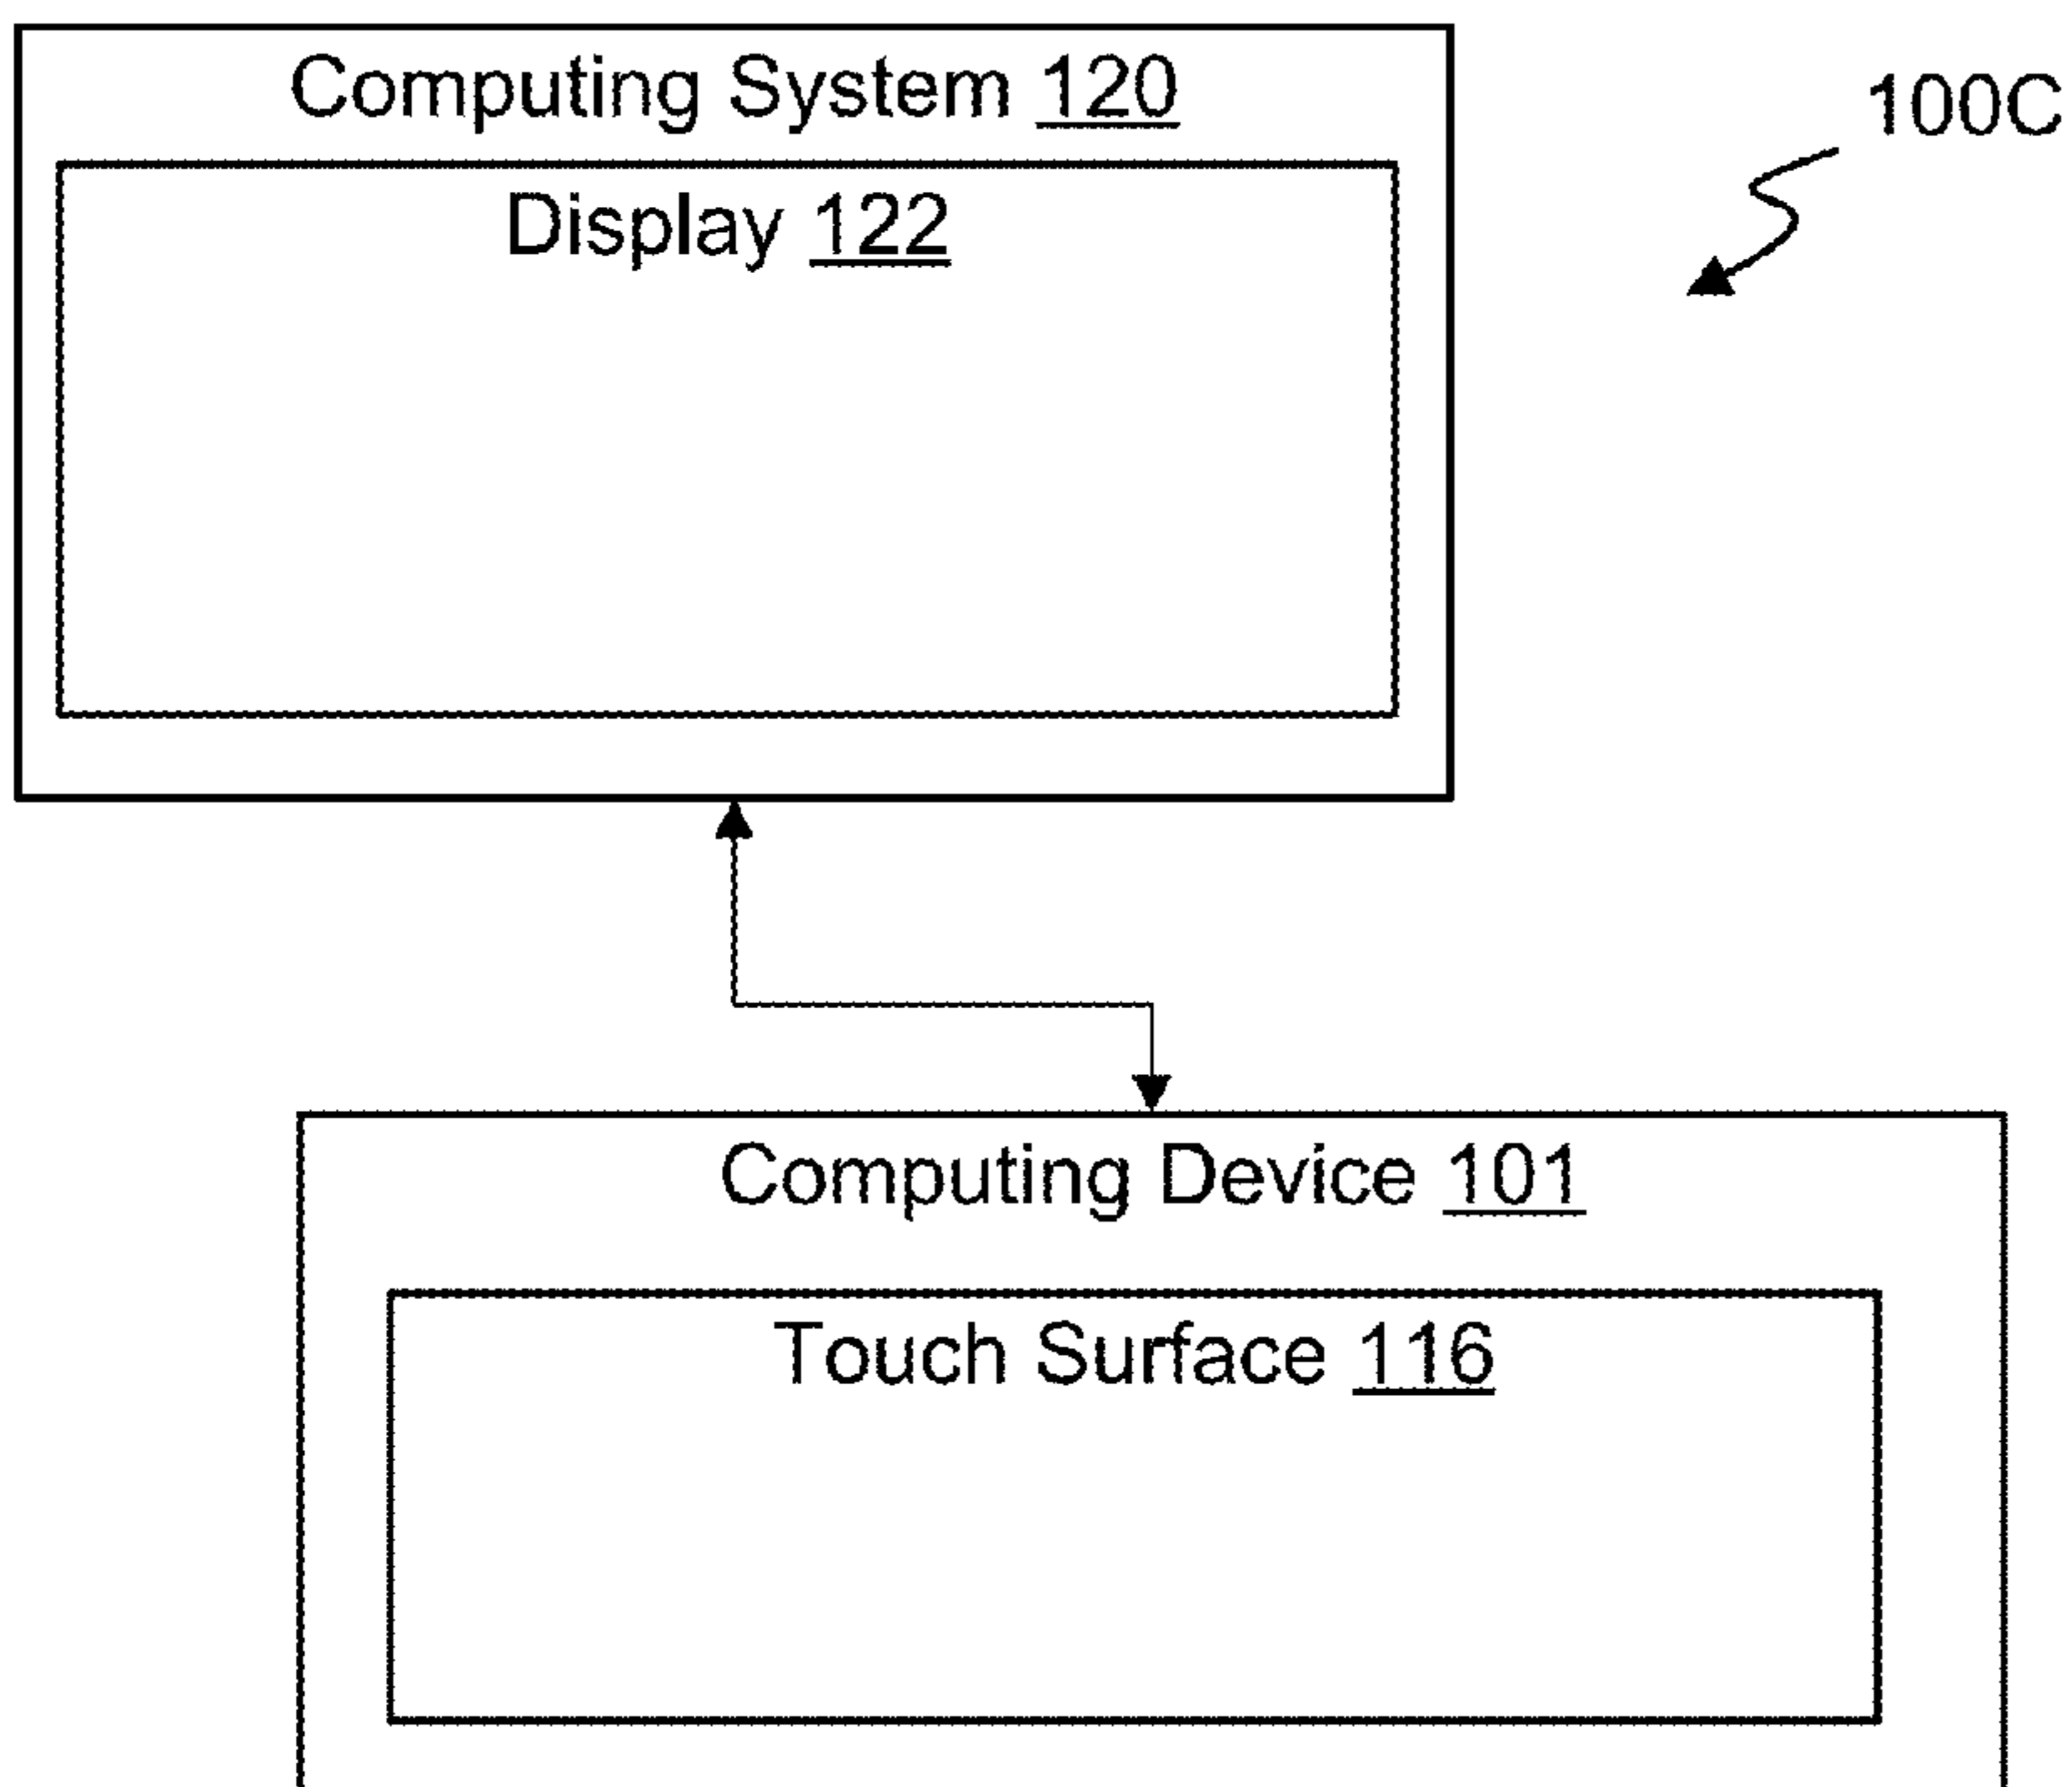 Computing System 120
100C
Display 122
Computing Device 101
Touch Surface 116